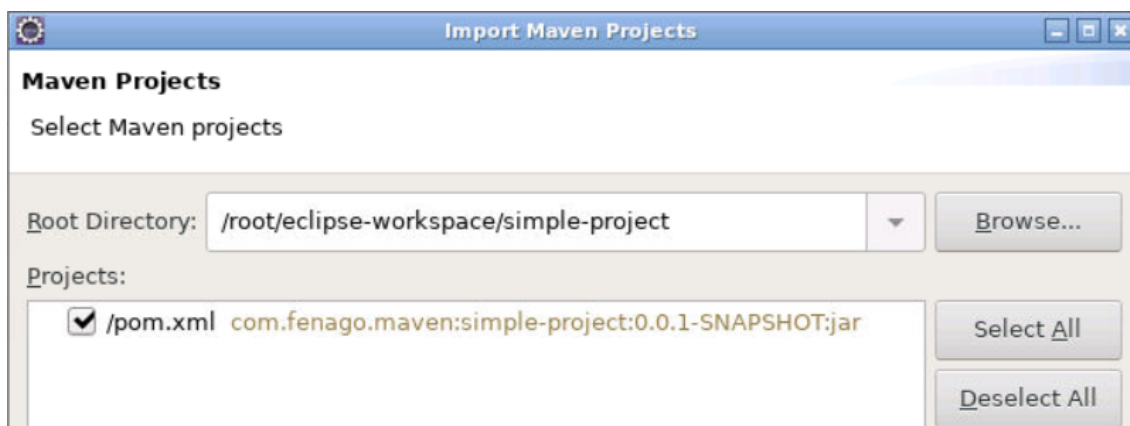 Import Maven Projects
Maven Projects
Select Maven projects
Root Directory: /root/eclipse-workspace/simple-project Browse...
Projects:
/pom.xml com.fenago.maven:simple-project:0.0.1-SNAPSHOT:jar
Select All
Deselect All